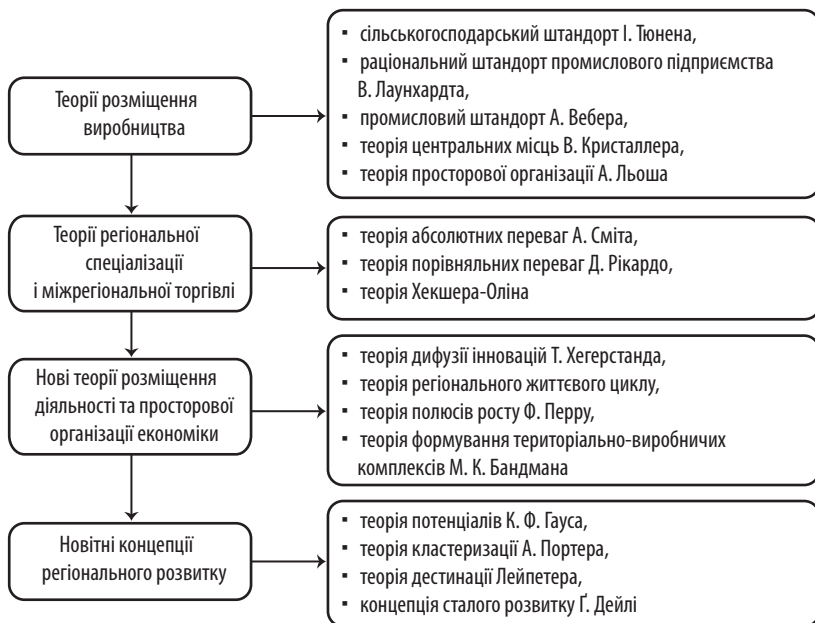 Теорії розміщення
виробництва
▪ сільськогосподарський штандорт І. Тюнена,
▪ раціональний штандорт промислового підприємства
В. Лаунхардта,
▪ промисловий штандорт А. Вебера,
▪ теорія центральних місць В. Кристаллера,
▪ теорія просторової організації А. Льоша
Теорії регіональної
спеціалізації
і міжрегіональної торгівлі
▪ теорія абсолютних переваг А. Сміта,
▪ теорія порівняльних переваг Д. Рікардо,
▪ теорія Хекшера-Оліна
Нові теорії розміщення
діяльності та просторової
організації економіки
▪ теорія дифузії інновацій Т. Хегерстанда,
▪ теорія регіонального життєвого циклу,
▪ теорія полюсів росту Ф. Перру,
▪ теорія формування територіально-виробничих
комплексів М. К. Бандмана
Новітні концепції
регіонального розвитку
▪ теорія потенціалів К. Ф. Гауса,
▪ теорія кластеризації А. Портера,
▪ теорія дестинації Лейпетера,
▪ концепція сталого розвитку Ґ. Дейлі